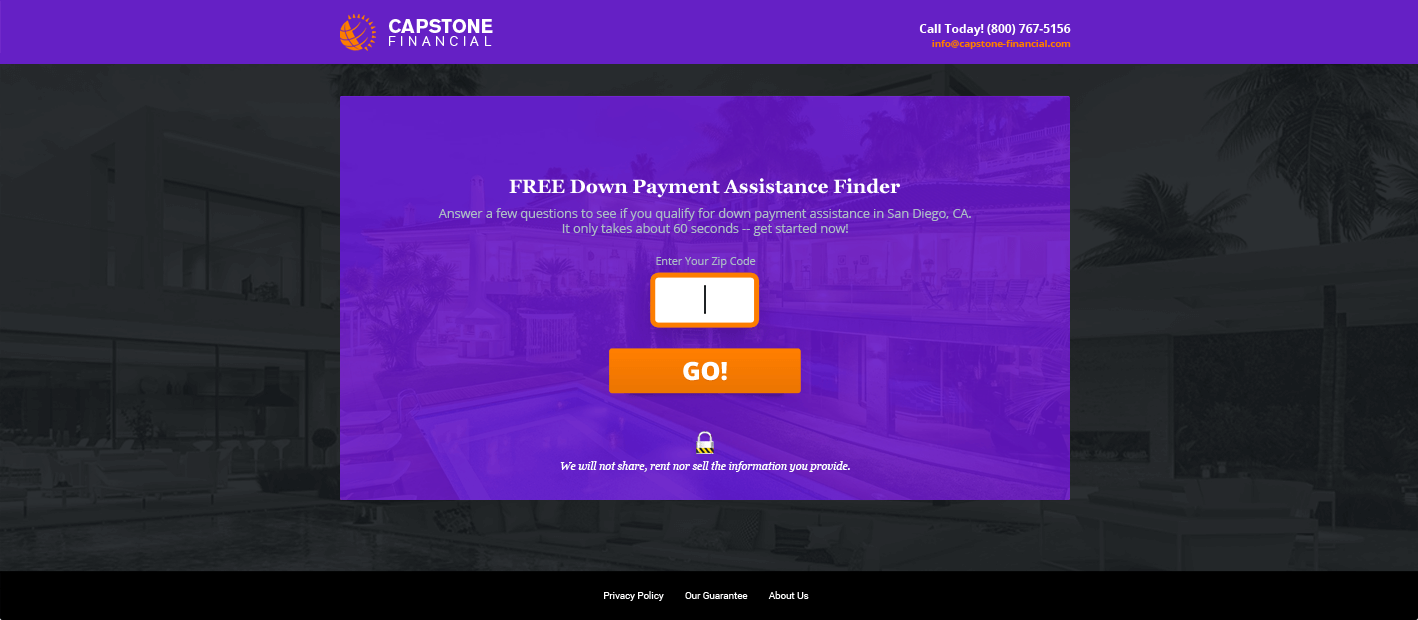 CAPSTONE
FINANCIAL
Call Today! (800) 767-5156
info@capstone-financial.com
FREE Down Payment Assistance Finder
Answer a few questions to see if you qualify for down payment assistance in San Diego, CA.
It only takes about 60 seconds -- get started now!
Enter Your Zip Code
GO!
We will not share, rent nor sell the information you provide.
Privacy Policy Our Guarantee About Us